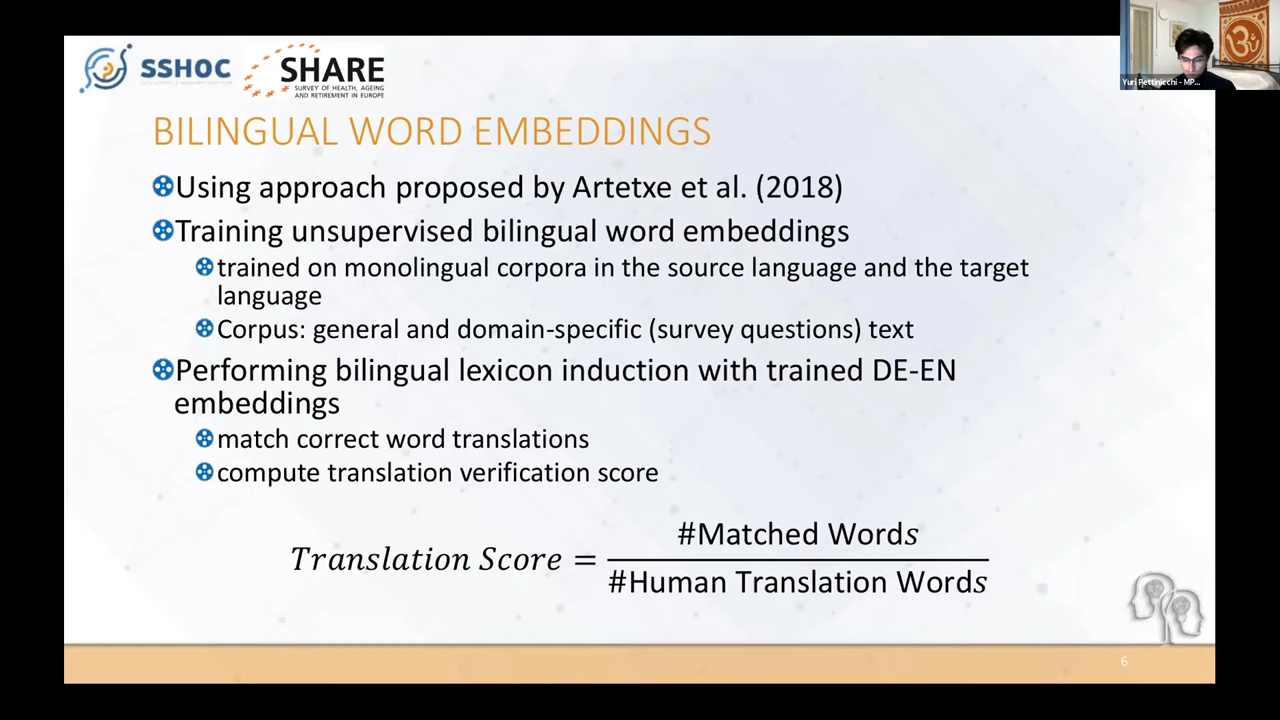 SSHOC
SHARE
SURVEY OF HEALTH, AGEING
AND RETIREMENT IN EUROPE
Yuri Pettinicchi - MP...
BILINGUAL WORD EMBEDDINGS
Using approach proposed by Artetxe et al. (2018)
Training unsupervised bilingual word embeddings
trained on monolingual corpora in the source language and the target
language
Corpus: general and domain-specific (survey questions) text
Performing bilingual lexicon induction with trained DE-EN
embeddings
match correct word translations
compute translation verification score
#Matched Words
Translation Score =
#Human Translation Words
6